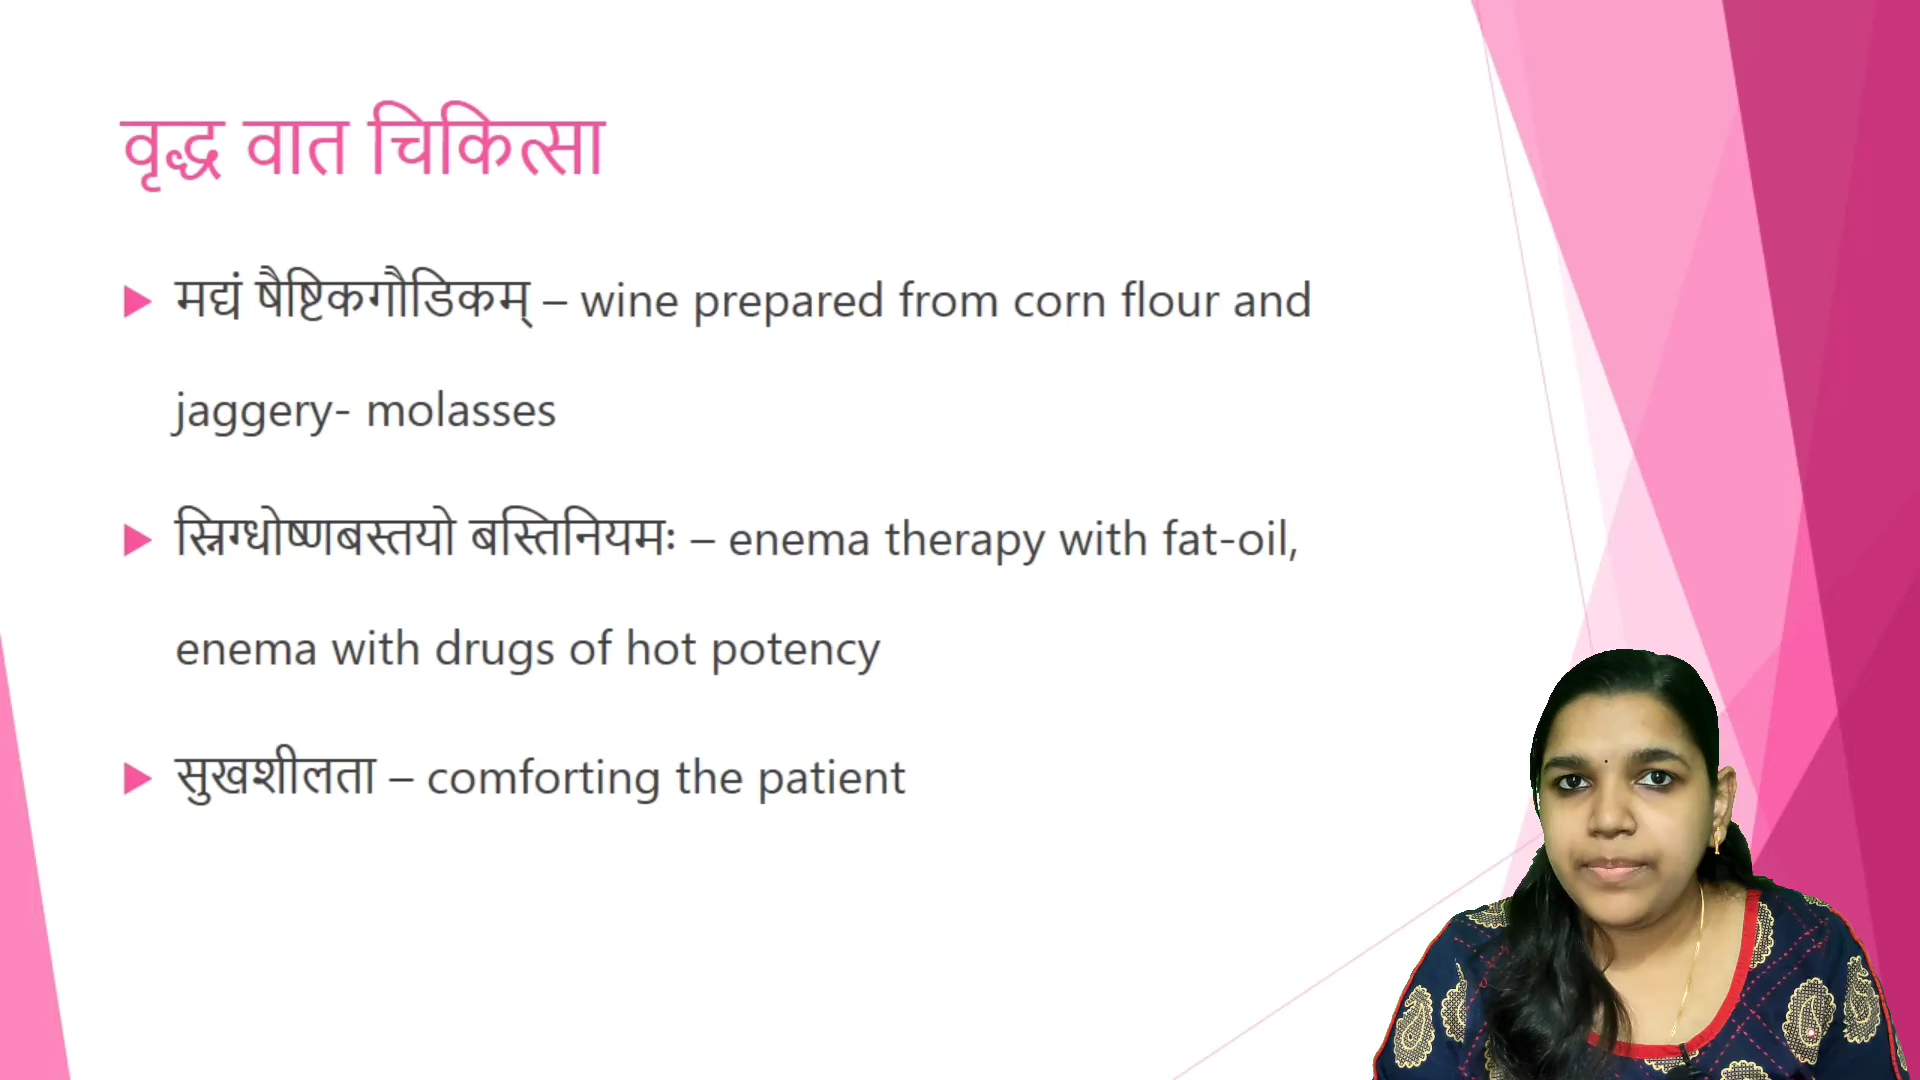 वृद्ध वात चिकित्सा
मद्यं षैष्टिकगौडिकम् – wine prepared from corn flour and
jaggery- molasses
स्निग्धोष्णबस्तयो बस्तिनियमः – enema therapy with fat-oil,
enema with drugs of hot potency
सुखशीलता – comforting the patient